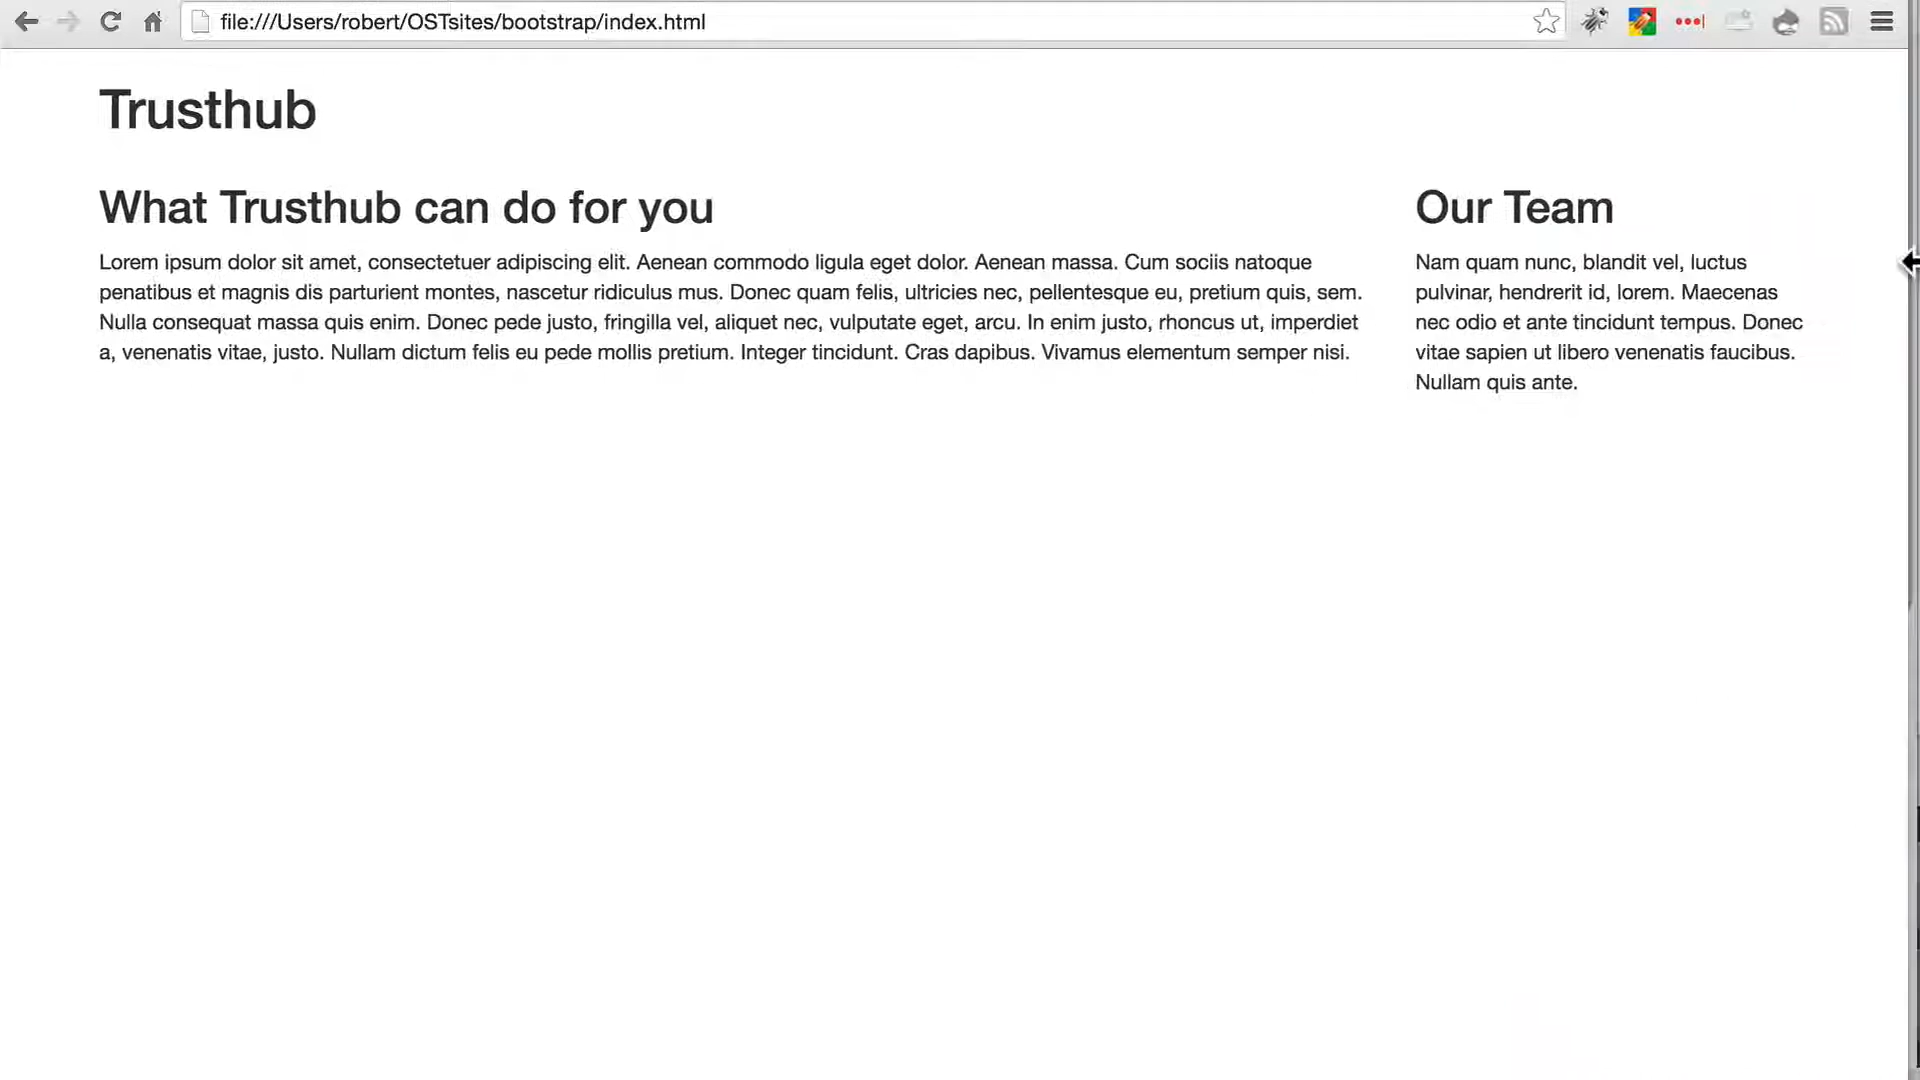 file:///Users/robert/OSTsites/bootstrap/index.html
Trusthub
What Trusthub can do for you
Lorem ipsum dolor sit amet, consectetuer adipiscing elit. Aenean commodo ligula eget dolor. Aenean massa. Cum sociis natoque
penatibus et magnis dis parturient montes, nascetur ridiculus mus. Donec quam felis, ultricies nec, pellentesque eu, pretium quis, sem.
Nulla consequat massa quis enim. Donec pede justo, fringilla vel, aliquet nec, vulputate eget, arcu. In enim justo, rhoncus ut, imperdiet
a, venenatis vitae, justo. Nullam dictum felis eu pede mollis pretium. Integer tincidunt. Cras dapibus. Vivamus elementum semper nisi.
Our Team
Nam quam nunc, blandit vel, luctus
pulvinar, hendrerit id, lorem. Maecenas
nec odio et ante tincidunt tempus. Donec
vitae sapien ut libero venenatis faucibus.
Nullam quis ante.